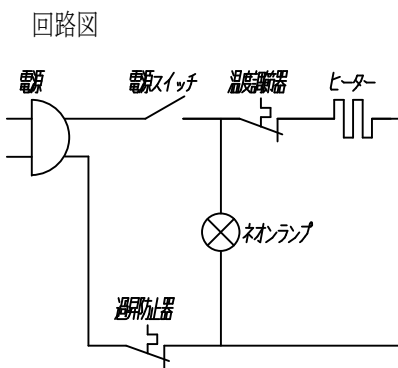 回路図
電源
電源スイッチ
温度調節器
ヒーター
ネオンランプ
過昇防止器